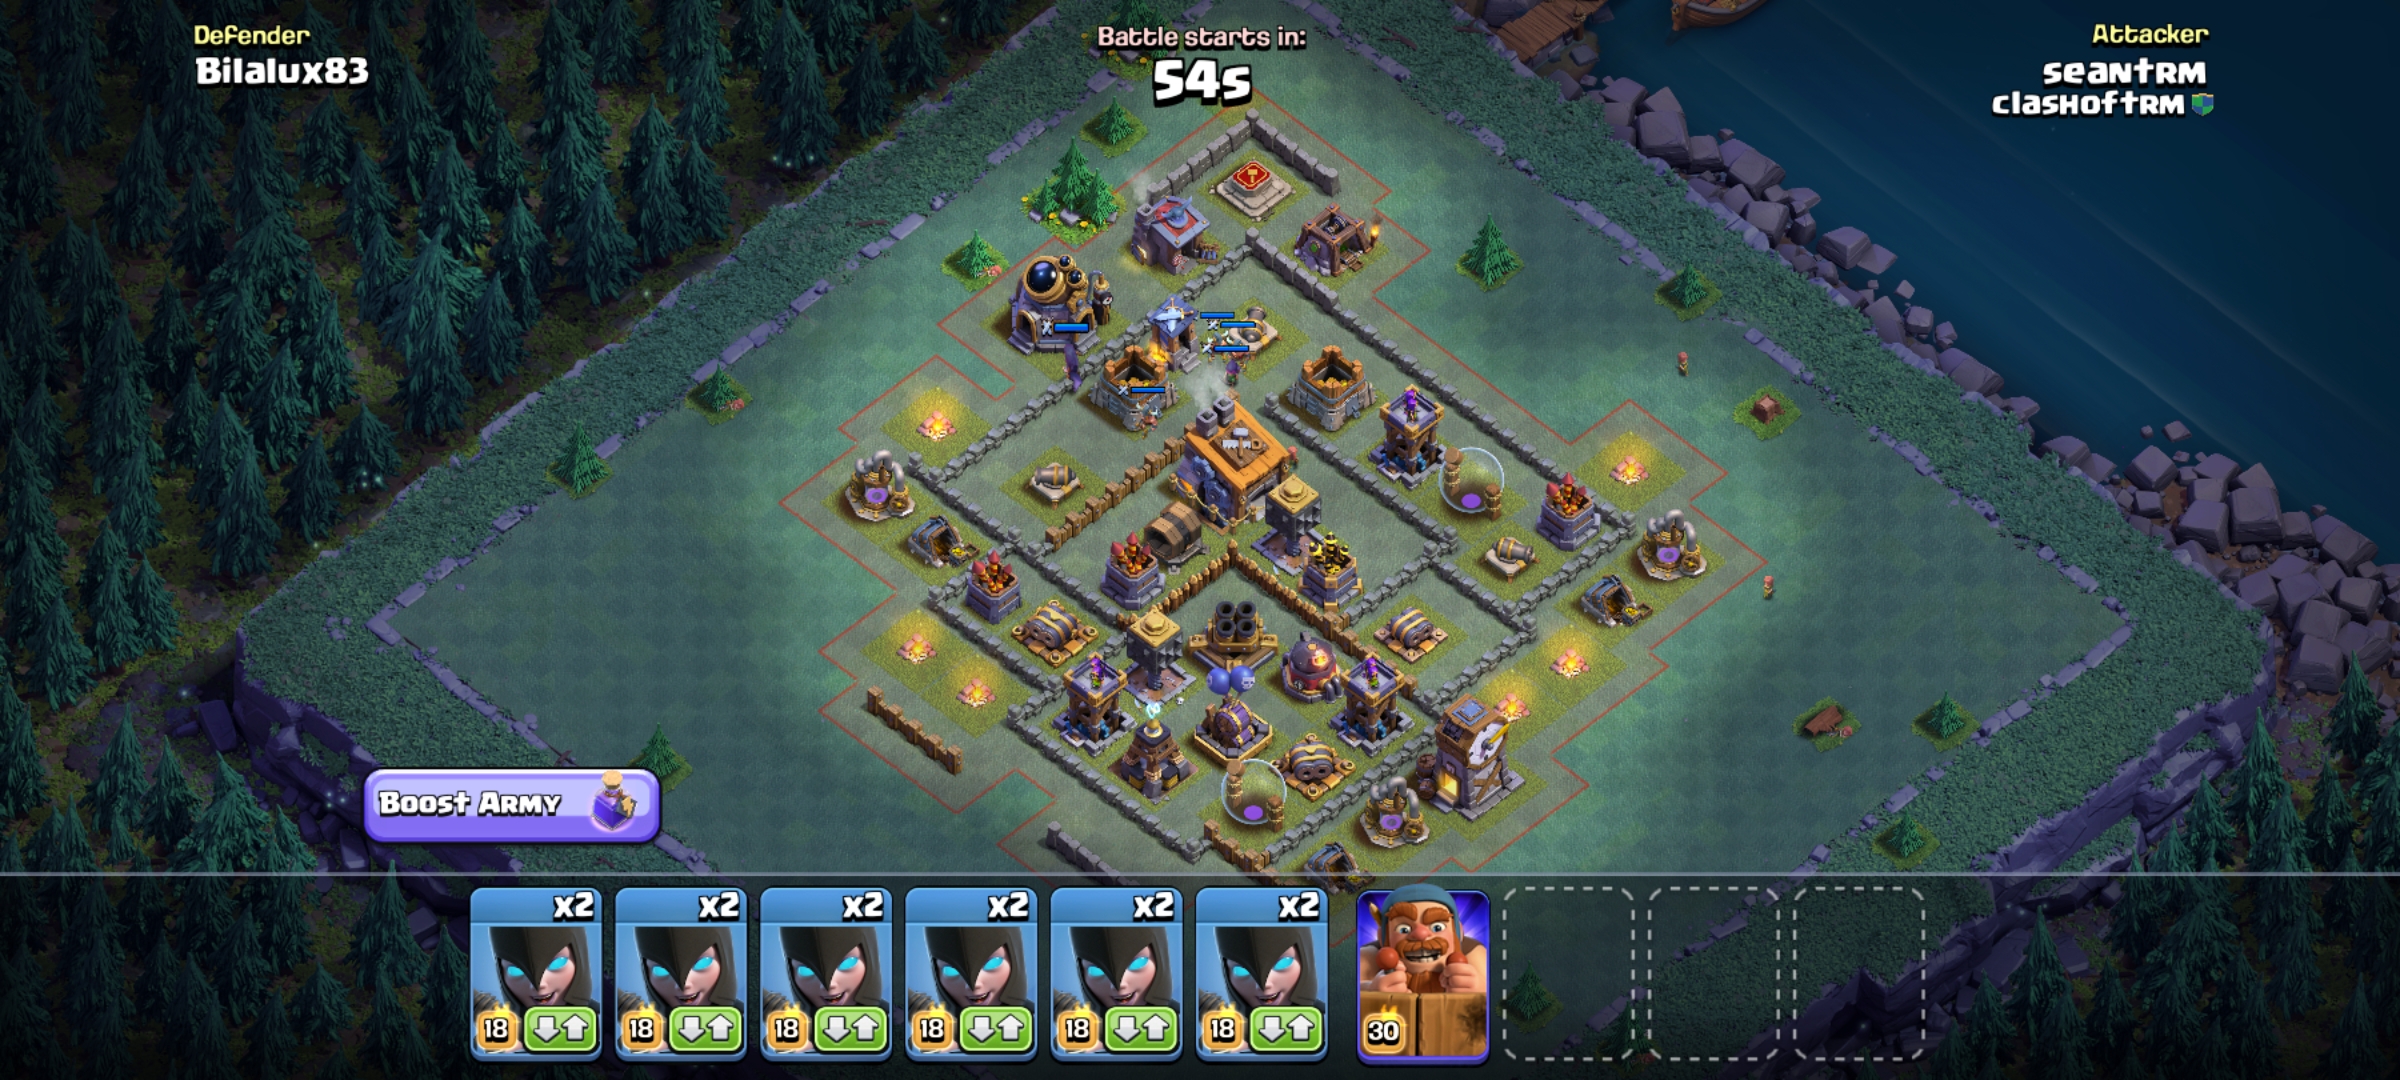 Defender
Bilalux83
Battle starts in:
54s
Attacker
seantRM
clashoftRM
Boost Army
x2
x2
x2
x2
x2
x2
18
18
18
18
18
18
30